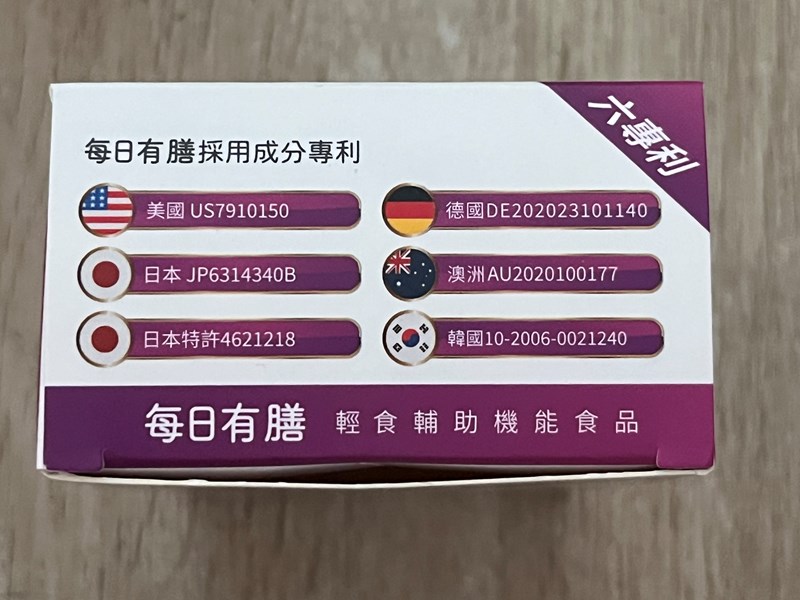 六專利
每日有膳採用成分專利
美國 US7910150
德國DE202023101140
日本 JP6314340B
澳洲AU2020100177
日本特許4621218
韓國10-2006-0021240
每日有膳 輕食輔助機能食品